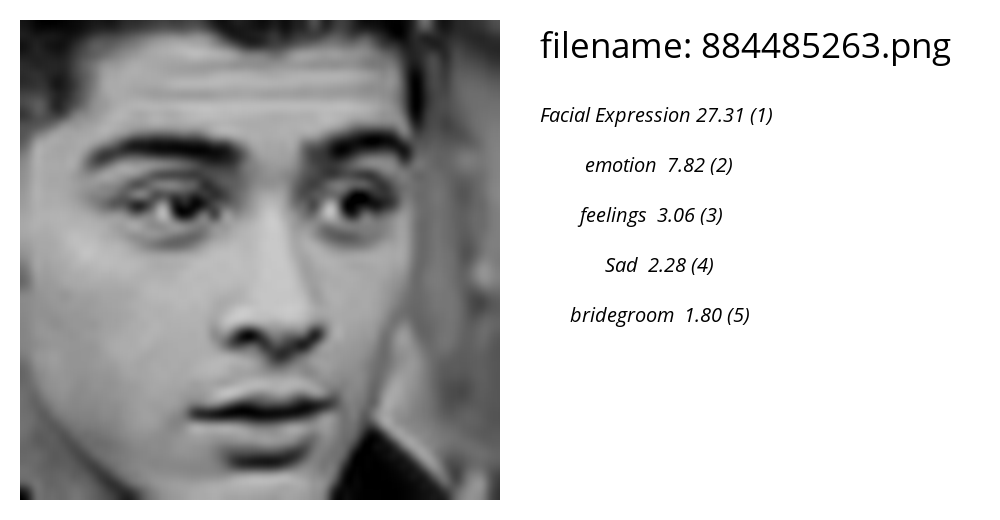 filename: 884485263.png
Facial Expression 27.31 (1)
emotion 7.82 (2)
feelings 3.06 (3)
Sad 2.28 (4)
bridegroom 1.80 (5)